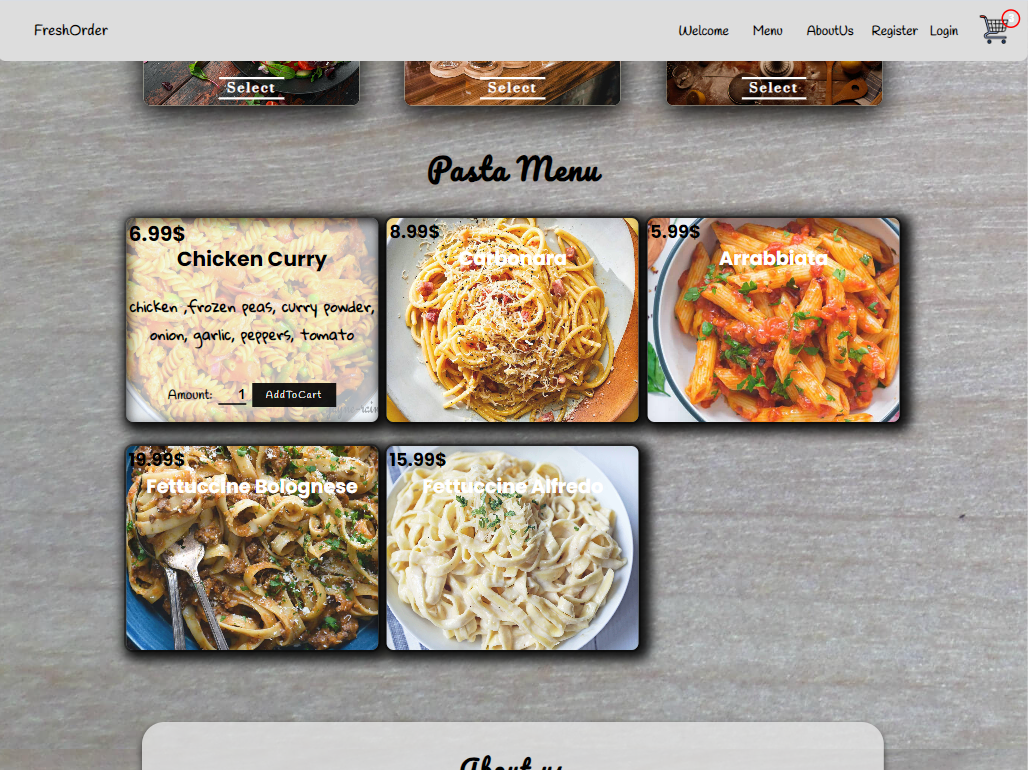 FreshOrder
Welcome Menu AboutUs Register Login
Select Select Select
Pasta Menu
6.99$
Chicken Curry
chicken ,frozen peas, curry powder,
onion, garlic, peppers, tomato
Amount: 1 AddToCart
8.99$
Carbonara
5.99$
Arrabbiata
19.99$
Fettuccine Bolognese
15.99$
Fettuccine Alfredo
About us